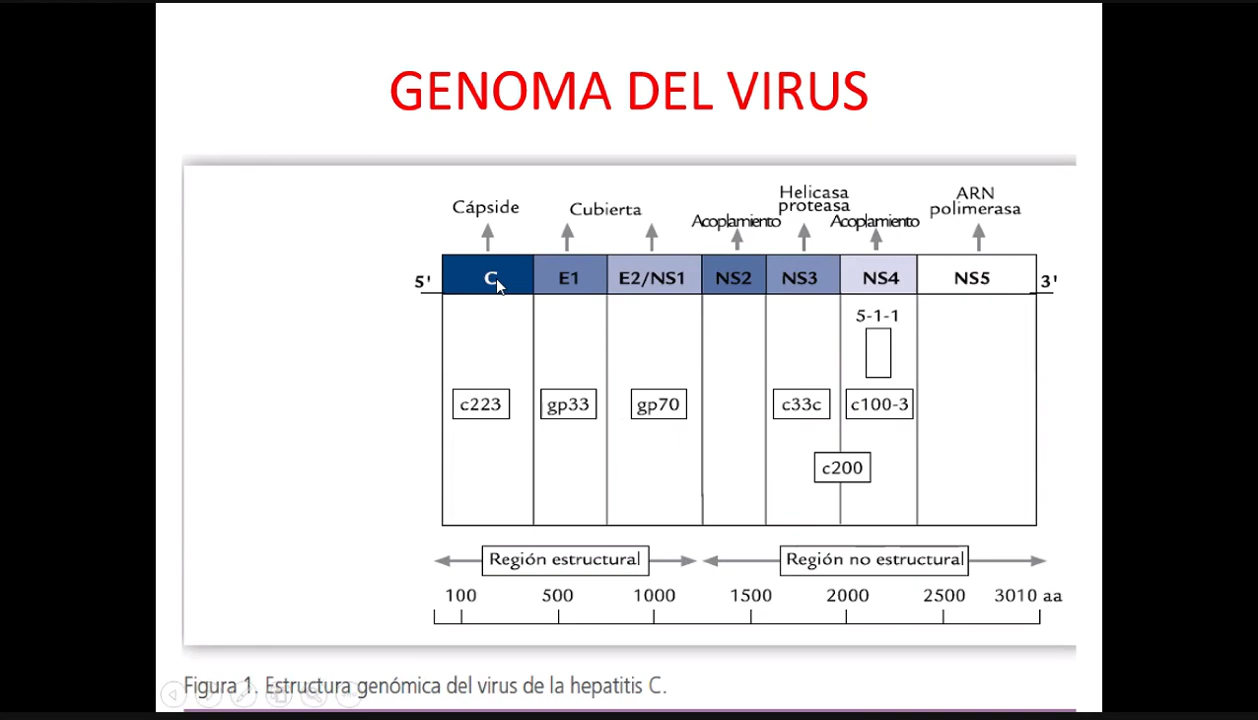 GENOMA DEL VIRUS
Cápside
Cubierta
Acoplamiento
Helicasa
proteasa
Acoplamiento
ARN
polimerasa
5' C E1 E2/NS1 NS2 NS3 NS4 NS5 3'
5-1-1
c223 gp33 gp70 c33c c100-3
c200
Región estructural Región no estructural
100 500 1000 1500 2000 2500 3010 aa
Figura 1. Estructura genómica del virus de la hepatitis C.